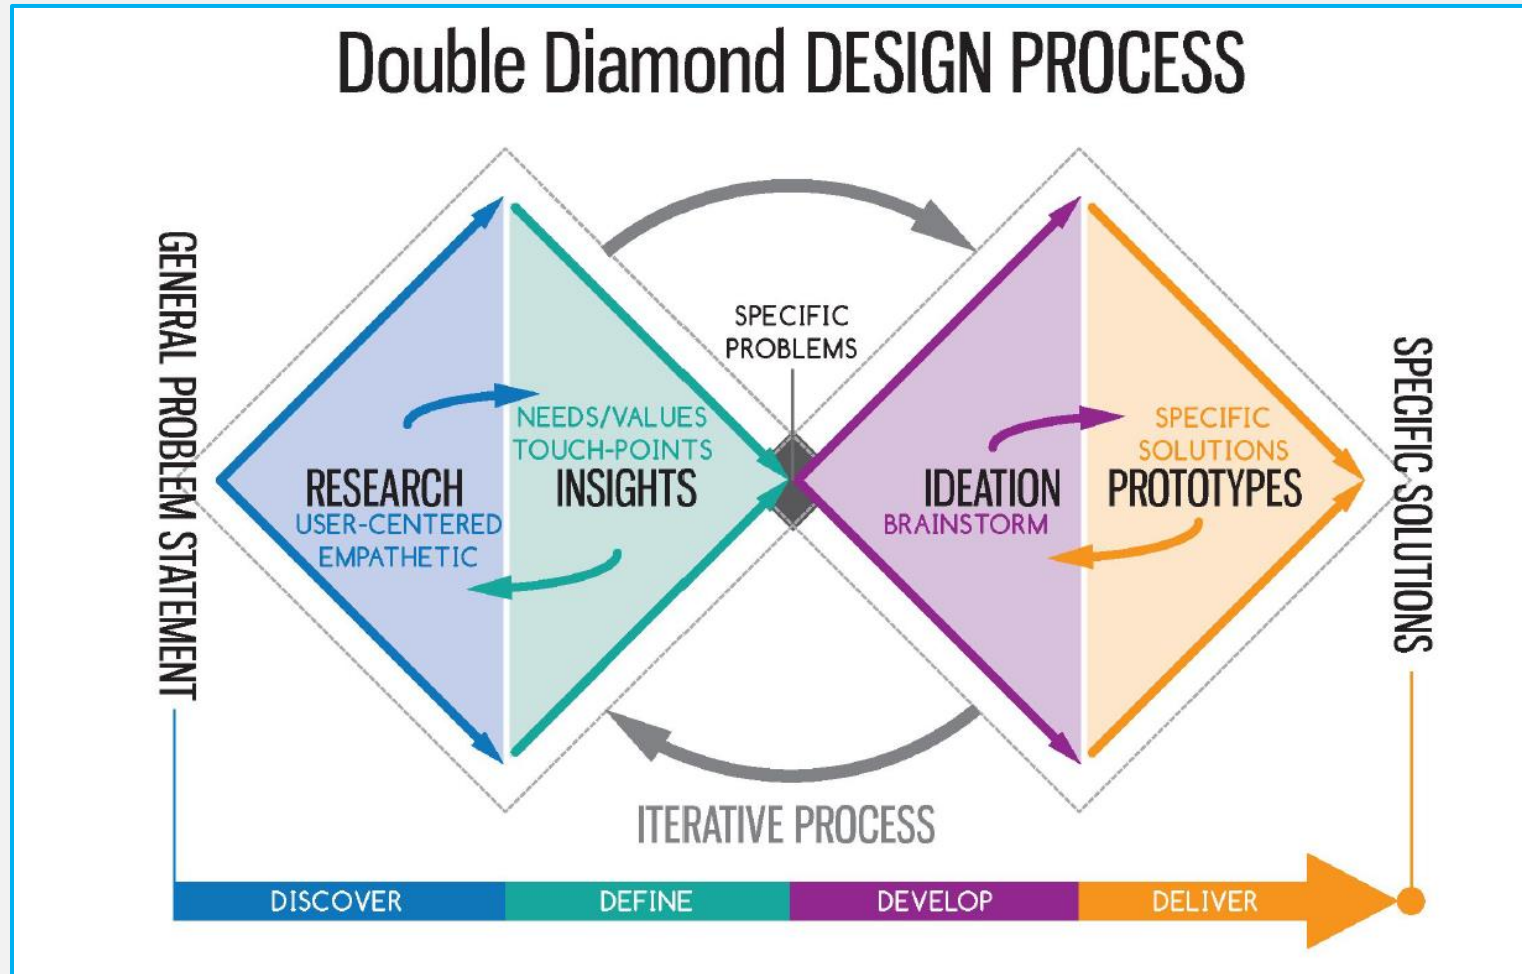 Double Diamond DESIGN PROCESS
GENERAL PROBLEM STATEMENT
SPECIFIC
PROBLEMS
NEEDS/VALUES
TOUCH-POINTS
RESEARCH
USER-CENTERED
EMPATHETIC
INSIGHTS
IDEATION
BRAINSTORM
SPECIFIC
SOLUTIONS
PROTOTYPES
SPECIFIC SOLUTIONS
ITERATIVE PROCESS
DISCOVER
DEFINE
DEVELOP
DELIVER